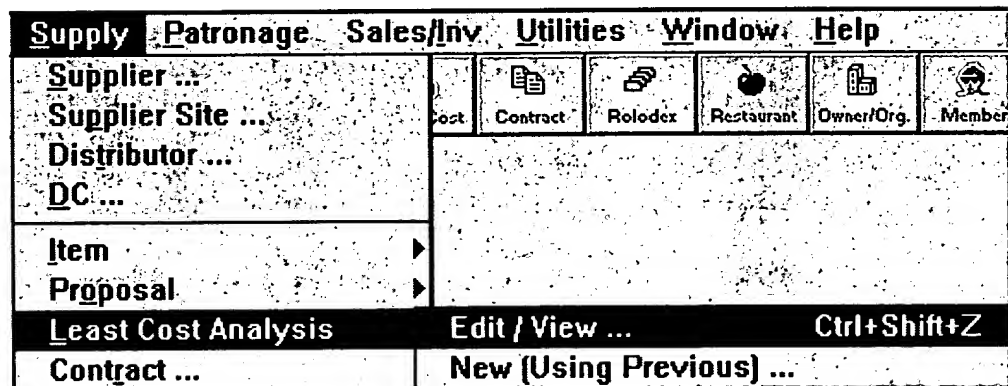 Supply Patronage Sales/Inv Utilities Window Help
Supplier ...
Supplier Site ...
Distributor ...
DC ...
Cost Contract Rolodex Restaurant Owner/Org. Member
Item
Proposal
Least Cost Analysis Edit / View ... Ctrl+Shift+Z
Contract ... New (Using Previous) ...